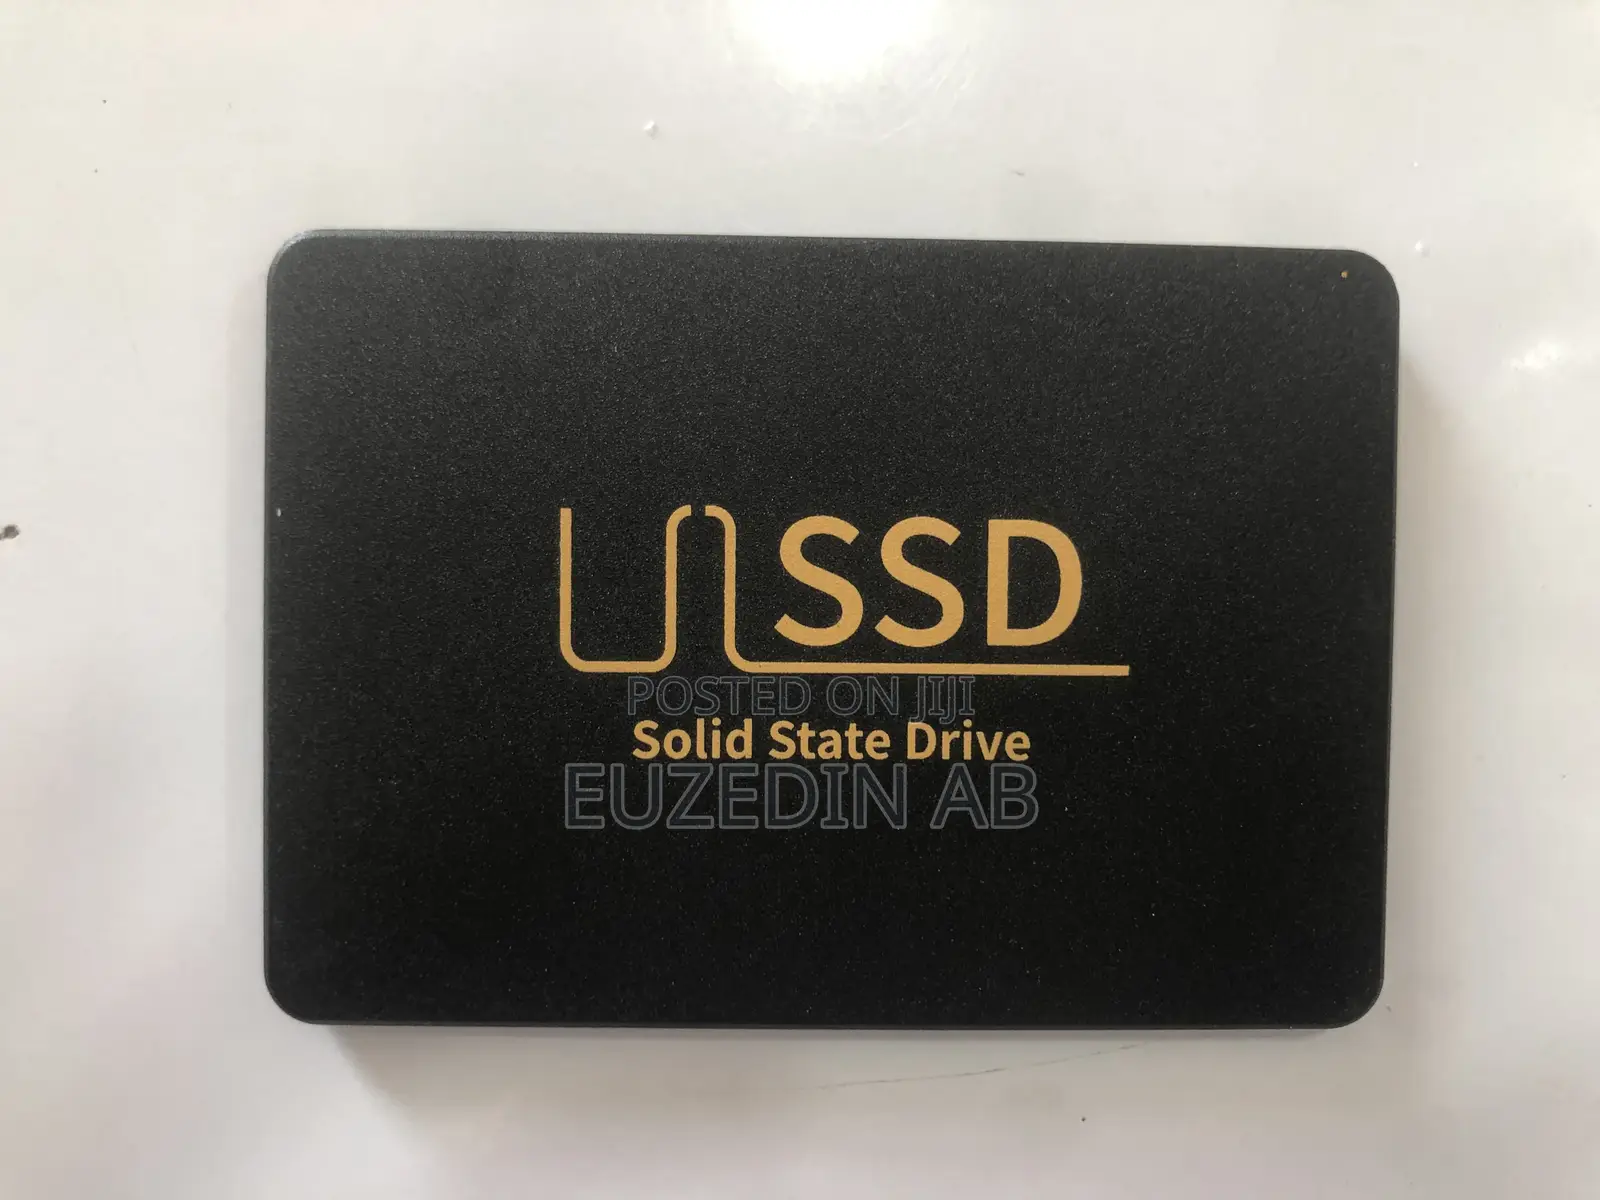 SSD
POSTED ON JIJI
Solid State Drive
EUZEDIN AB